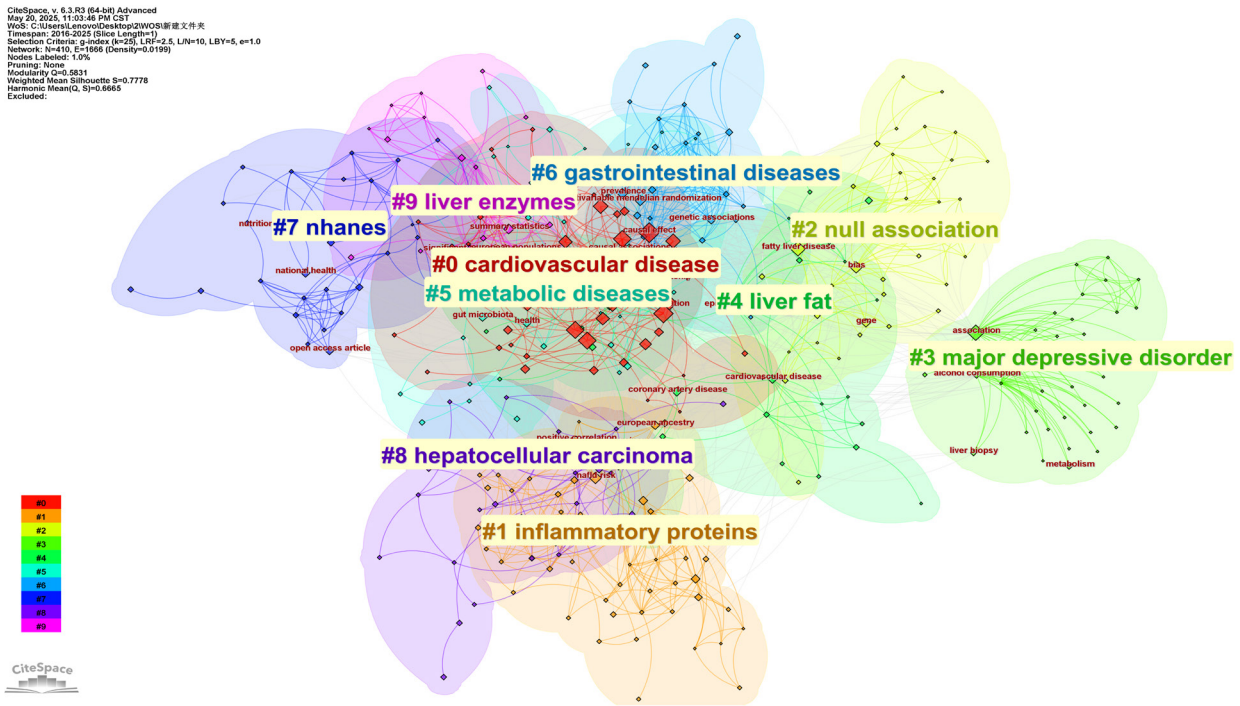 CiteSpace, v. 6.3.R3 (64-bit) Advanced
May 20, 2025, 11:03:46 PM CST
WoS: C:\Users\Lenovo\Desktop\2\WOS\新建文件夹
Timespan: 2016-2025 (Slice Length=1)
Selection Criteria: g-index (k=25), LRF=2.5, L/N=10, LBY=5, e=1.0
Network: N=410, E=1666 (Density=0.0199)
Nodes Labeled: 1.0%
Pruning: None
Modularity Q=0.5831
Weighted Mean Silhouette S=0.7778
Harmonic Mean(Q, S)=0.6665
Excluded:
#6 gastrointestinal diseases
prevalence
mendelian randomization
#9 liver enzymes
genetic associations
#7 nhanes
summary statistics
causal effect
#2 null association
fatty liver disease
#0 cardiovascular disease
bias
national health
#5 metabolic diseases
#4 liver fat
gut microbiota
health
gene
association
open access article
#3 major depressive disorder
alcohol consumption
cardiovascular disease
coronary artery disease
european ancestry
positive correlation
#8 hepatocellular carcinoma
liver biopsy
metabolism
nafld risk
#1 inflammatory proteins
#0
#1
#2
#3
#4
#5
#6
#7
#8
#9
CiteSpace